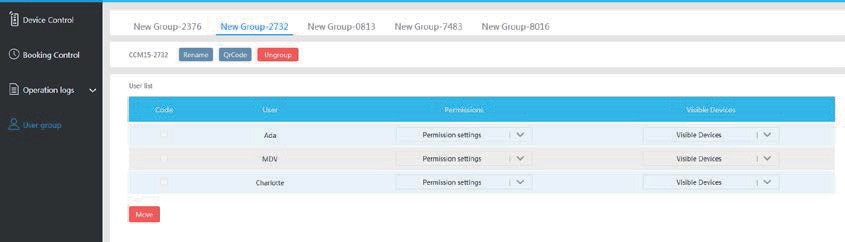 Device Control
Booking Control
Operation logs
User group
New Group-2376 New Group-2732 New Group-0813 New Group-7483 New Group-8016
CCM15-2732 Rename QrCode Ungroup
User list
Coda User Permissions Visible Devices
Ada Permission settings Visible Devices
MDV Permission settings Visible Devices
Charlotte Permission settings Visible Devices
Move